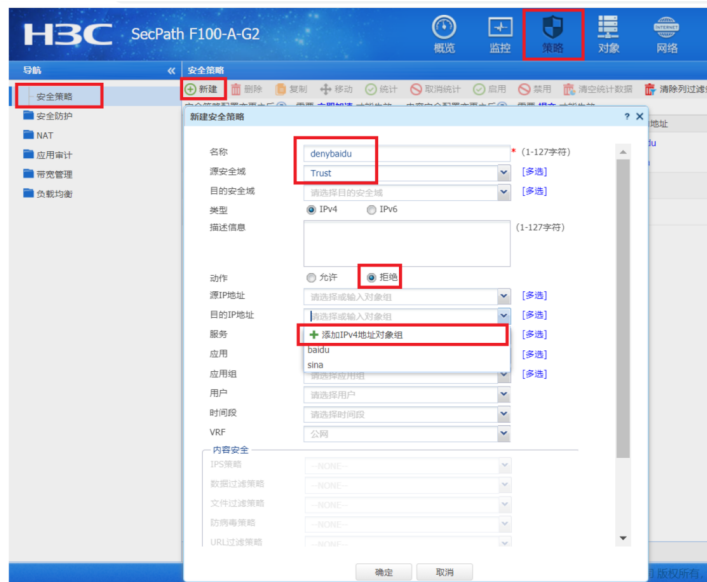 H3C SecPath F100-A-G2
概览 监控 策略 对象 网络
导航 « 安全策略
安全策略
安全防护
NAT
应用审计
带宽管理
负载均衡
新建 删除 复制 移动 统计 取消统计 启用 禁用 清空统计数据 清除列过滤
地址
du
新建安全策略 ? ×
名称 denybaidu * (1-127字符)
源安全域 Trust [多选]
目的安全域 请选择目的安全域 [多选]
类型 IPv4 IPv6
描述信息 (1-127字符)
动作 允许 拒绝
源IP地址 请选择或输入对象组 [多选]
目的IP地址 请选择或输入对象组 [多选]
服务 添加IPv4地址对象组 [多选]
baidu
应用 [多选]
sina
应用组 请选择应用组 [多选]
用户 请选择用户
时间段 请选择时间段
VRF 公网
内容安全
IPS策略 --NONE--
数据过滤策略 --NONE--
文件过滤策略 --NONE--
防病毒策略 --NONE--
URL过滤策略 --NONE--
确定 取消
版权所有,